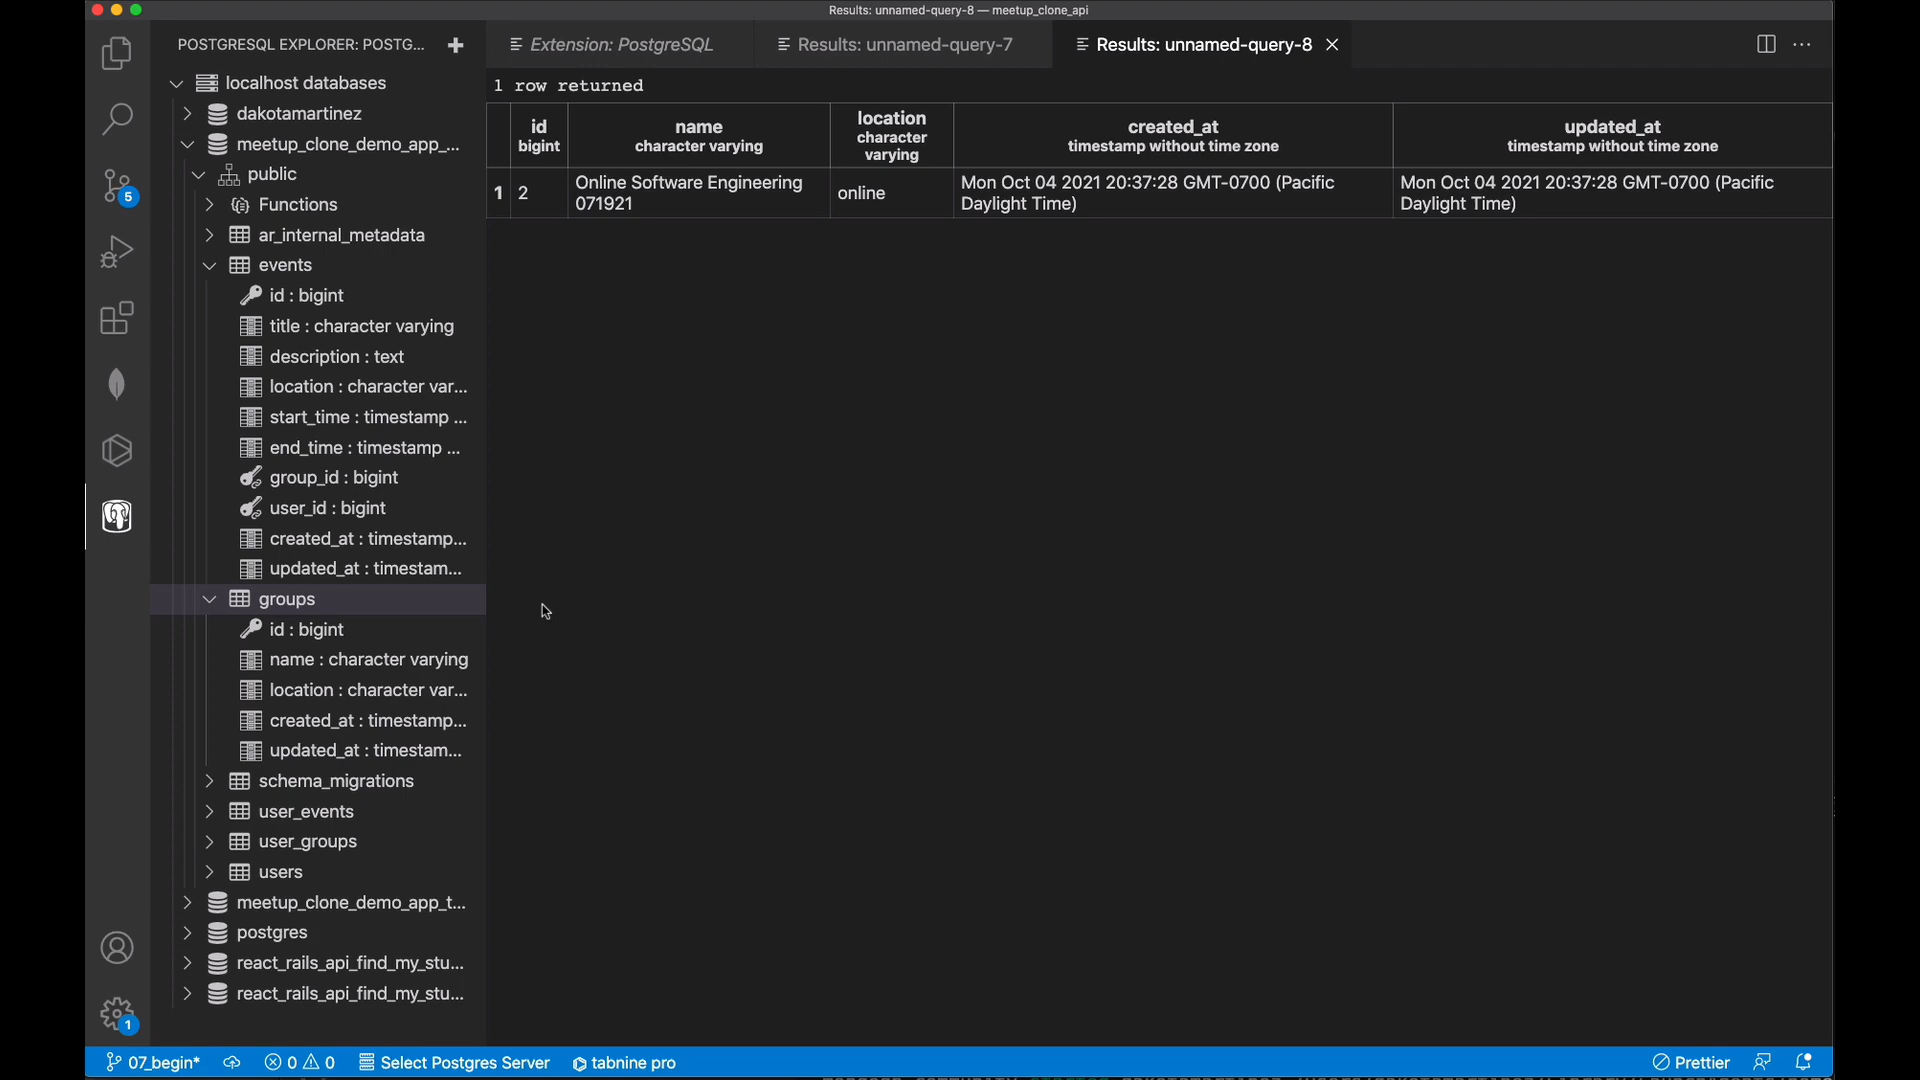 Results: unnamed-query-8 — meetup_clone_api
POSTGRESQL EXPLORER: POSTG...
Extension: PostgreSQL
Results: unnamed-query-7
Results: unnamed-query-8
localhost databases
dakotamartinez
meetup_clone_demo_app_...
public
Functions
ar_internal_metadata
events
id : bigint
title : character varying
description : text
location : character var...
start_time : timestamp ...
end_time : timestamp ...
group_id : bigint
user_id : bigint
created_at : timestamp...
updated_at : timestam...
groups
id : bigint
name : character varying
location : character var...
created_at : timestamp...
updated_at : timestam...
schema_migrations
user_events
user_groups
users
meetup_clone_demo_app_t...
postgres
react_rails_api_find_my_stu...
react_rails_api_find_my_stu...
5
1
1 row returned
id
bigint
name
character varying
location
character
varying
created_at
timestamp without time zone
updated_at
timestamp without time zone
1
2
Online Software Engineering
071921
online
Mon Oct 04 2021 20:37:28 GMT-0700 (Pacific
Daylight Time)
Mon Oct 04 2021 20:37:28 GMT-0700 (Pacific
Daylight Time)
07_begin*
0
0
Select Postgres Server
tabnine pro
Prettier